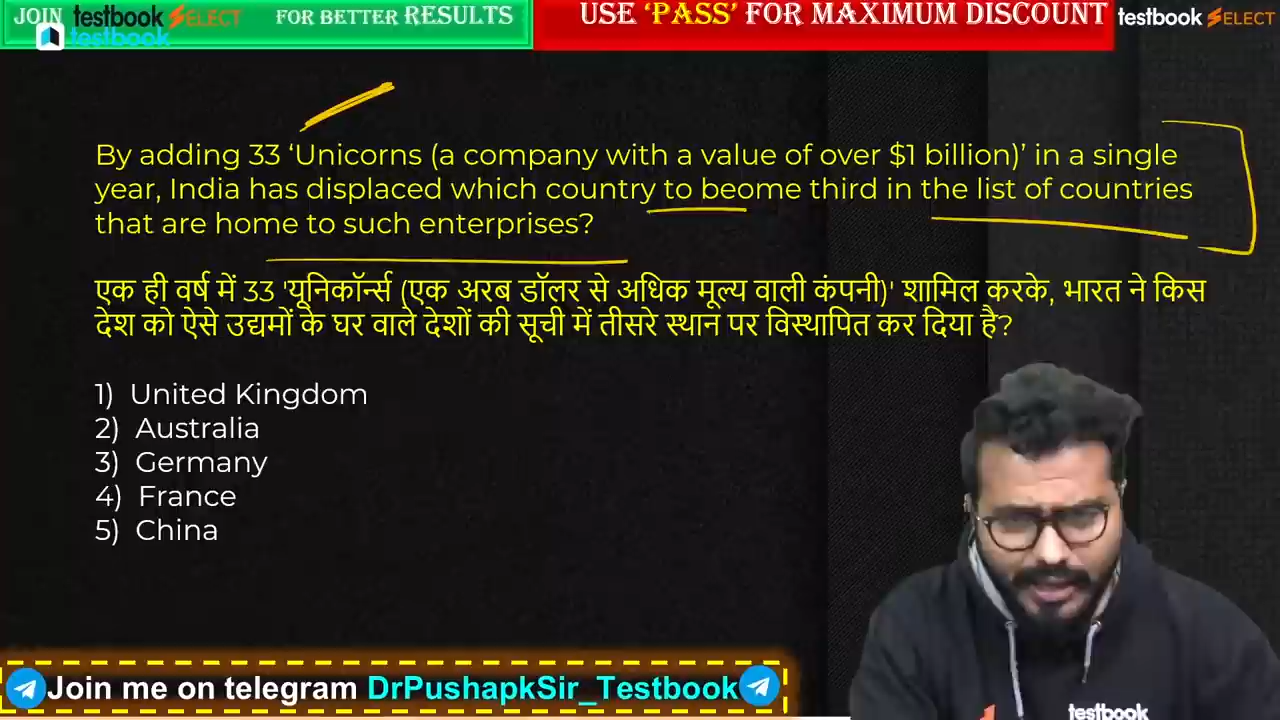 JOIN testbook SELECT FOR BETTER RESULTS USE ‘PASS’ FOR MAXIMUM DISCOUNT testbook SELECT
testbook
By adding 33 ‘Unicorns (a company with a value of over $1 billion)’ in a single
year, India has displaced which country to beome third in the list of countries
that are home to such enterprises?
एक ही वर्ष में 33 'यूनिकॉर्न्स (एक अरब डॉलर से अधिक मूल्य वाली कंपनी)' शामिल करके, भारत ने किस
देश को ऐसे उद्यमों के घर वाले देशों की सूची में तीसरे स्थान पर विस्थापित कर दिया है?
1) United Kingdom
2) Australia
3) Germany
4) France
5) China
Join me on telegram DrPushapkSir_Testbook
testbook